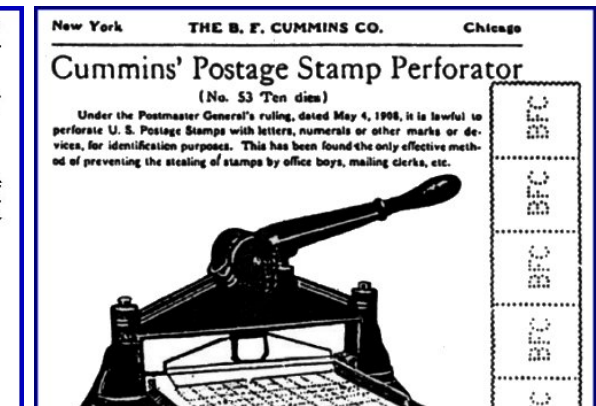 New York THE B. F. CUMMINS CO. Chicago
Cummins' Postage Stamp Perforator
(No. 53 Ten dies)
Under the Postmaster General's ruling, dated May 4, 1908, it is lawful to
perforate U. S. Postage Stamps with letters, numerals or other marks or de-
vices, for identification purposes. This has been found the only effective meth-
od of preventing the stealing of stamps by office boys, mailing clerks, etc.
BFC
BFC
BFC
BFC
C